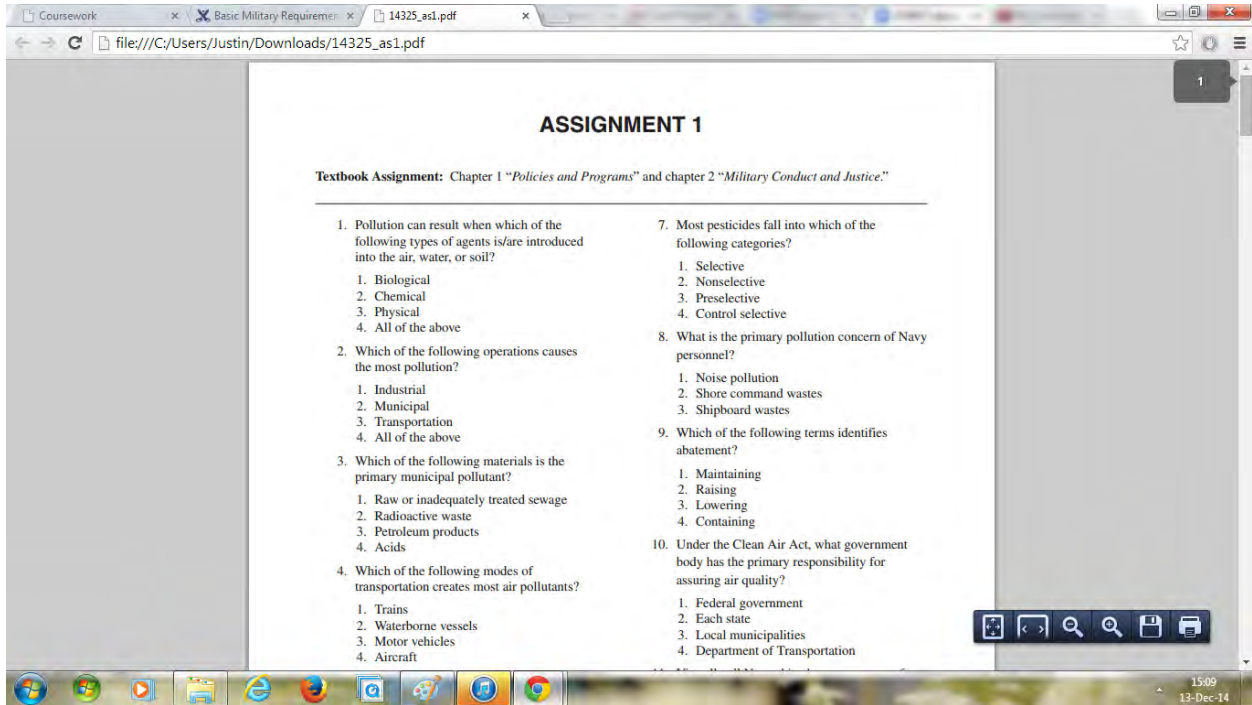 Coursework
Basic Military Requiremen
14325_as1.pdf
file:///C:/Users/Justin/Downloads/14325_as1.pdf
1
ASSIGNMENT 1
Textbook Assignment: Chapter 1 “Policies and Programs” and chapter 2 “Military Conduct and Justice.”
1. Pollution can result when which of the
following types of agents is/are introduced
into the air, water, or soil?
1. Biological
2. Chemical
3. Physical
4. All of the above
2. Which of the following operations causes
the most pollution?
1. Industrial
2. Municipal
3. Transportation
4. All of the above
3. Which of the following materials is the
primary municipal pollutant?
1. Raw or inadequately treated sewage
2. Radioactive waste
3. Petroleum products
4. Acids
4. Which of the following modes of
transportation creates most air pollutants?
1. Trains
2. Waterborne vessels
3. Motor vehicles
4. Aircraft
7. Most pesticides fall into which of the
following categories?
1. Selective
2. Nonselective
3. Preselective
4. Control selective
8. What is the primary pollution concern of Navy
personnel?
1. Noise pollution
2. Shore command wastes
3. Shipboard wastes
9. Which of the following terms identifies
abatement?
1. Maintaining
2. Raising
3. Lowering
4. Containing
10. Under the Clean Air Act, what government
body has the primary responsibility for
assuring air quality?
1. Federal government
2. Each state
3. Local municipalities
4. Department of Transportation
15:09
13-Dec-14